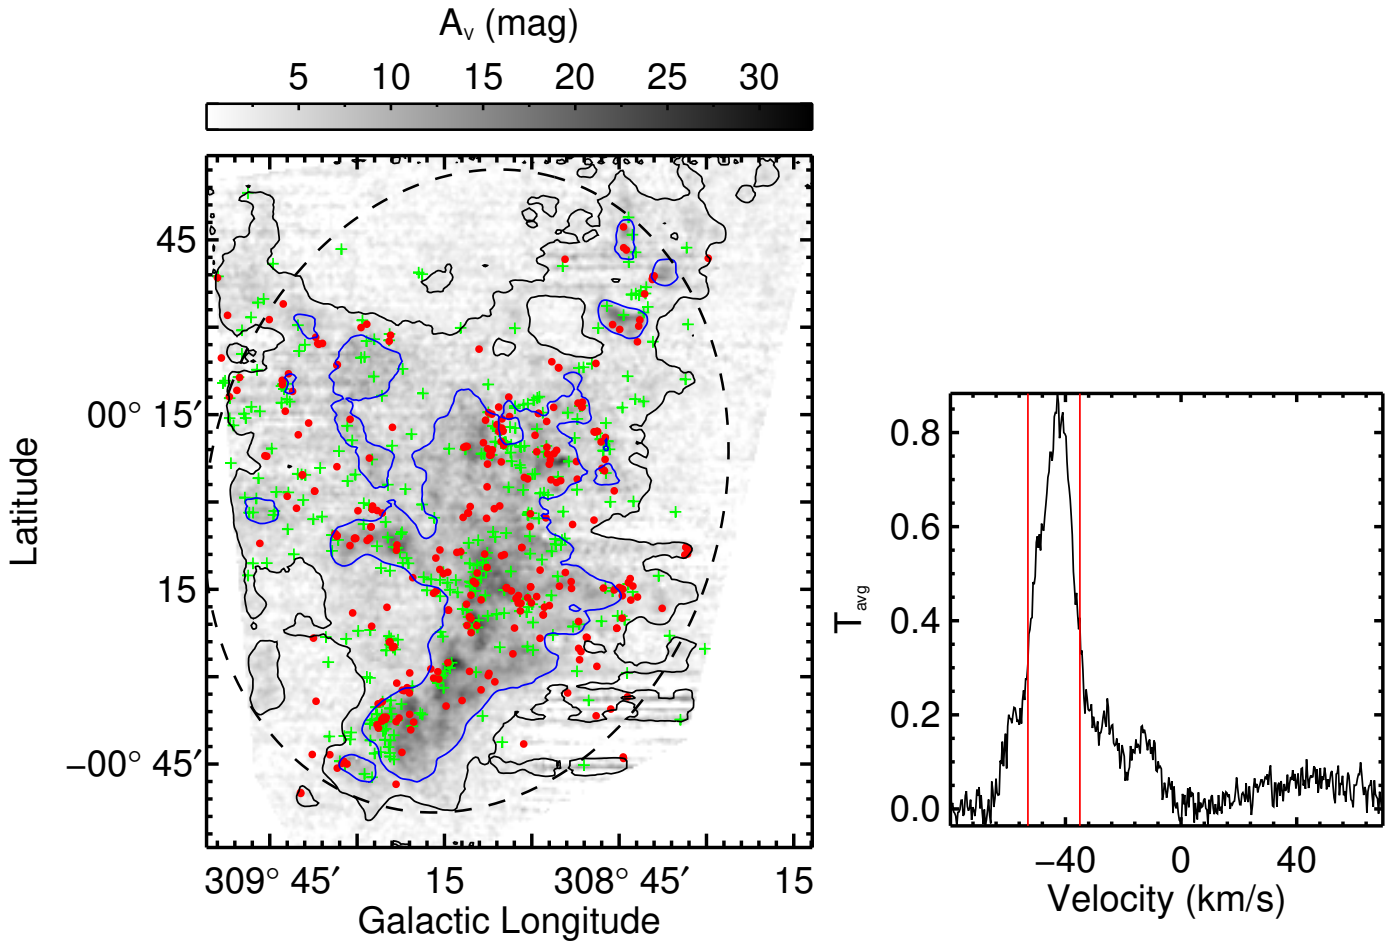 A_v (mag)
5 10 15 20 25 30
45
00° 15′
15
−00° 45′
Latitude
309° 45′ 15 308° 45′ 15
Galactic Longitude
0.8
0.6
0.4
0.2
0.0
T_avg
−40 0 40
Velocity (km/s)